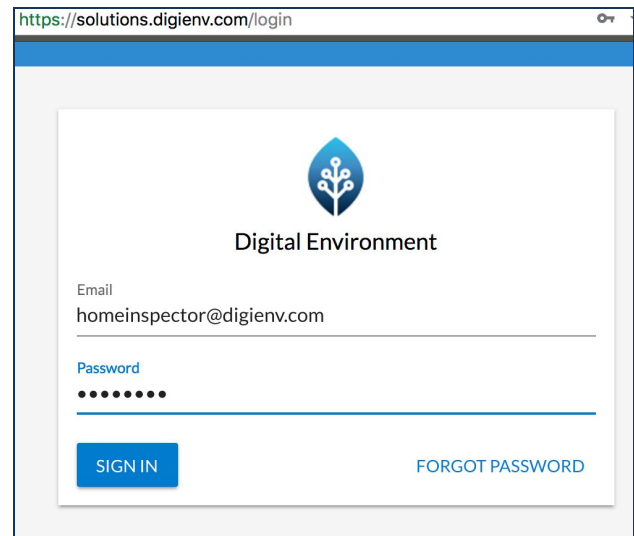 https://solutions.digienv.com/login
Digital Environment
Email
homeinspector@digienv.com
Password
••••••••
SIGN IN
FORGOT PASSWORD